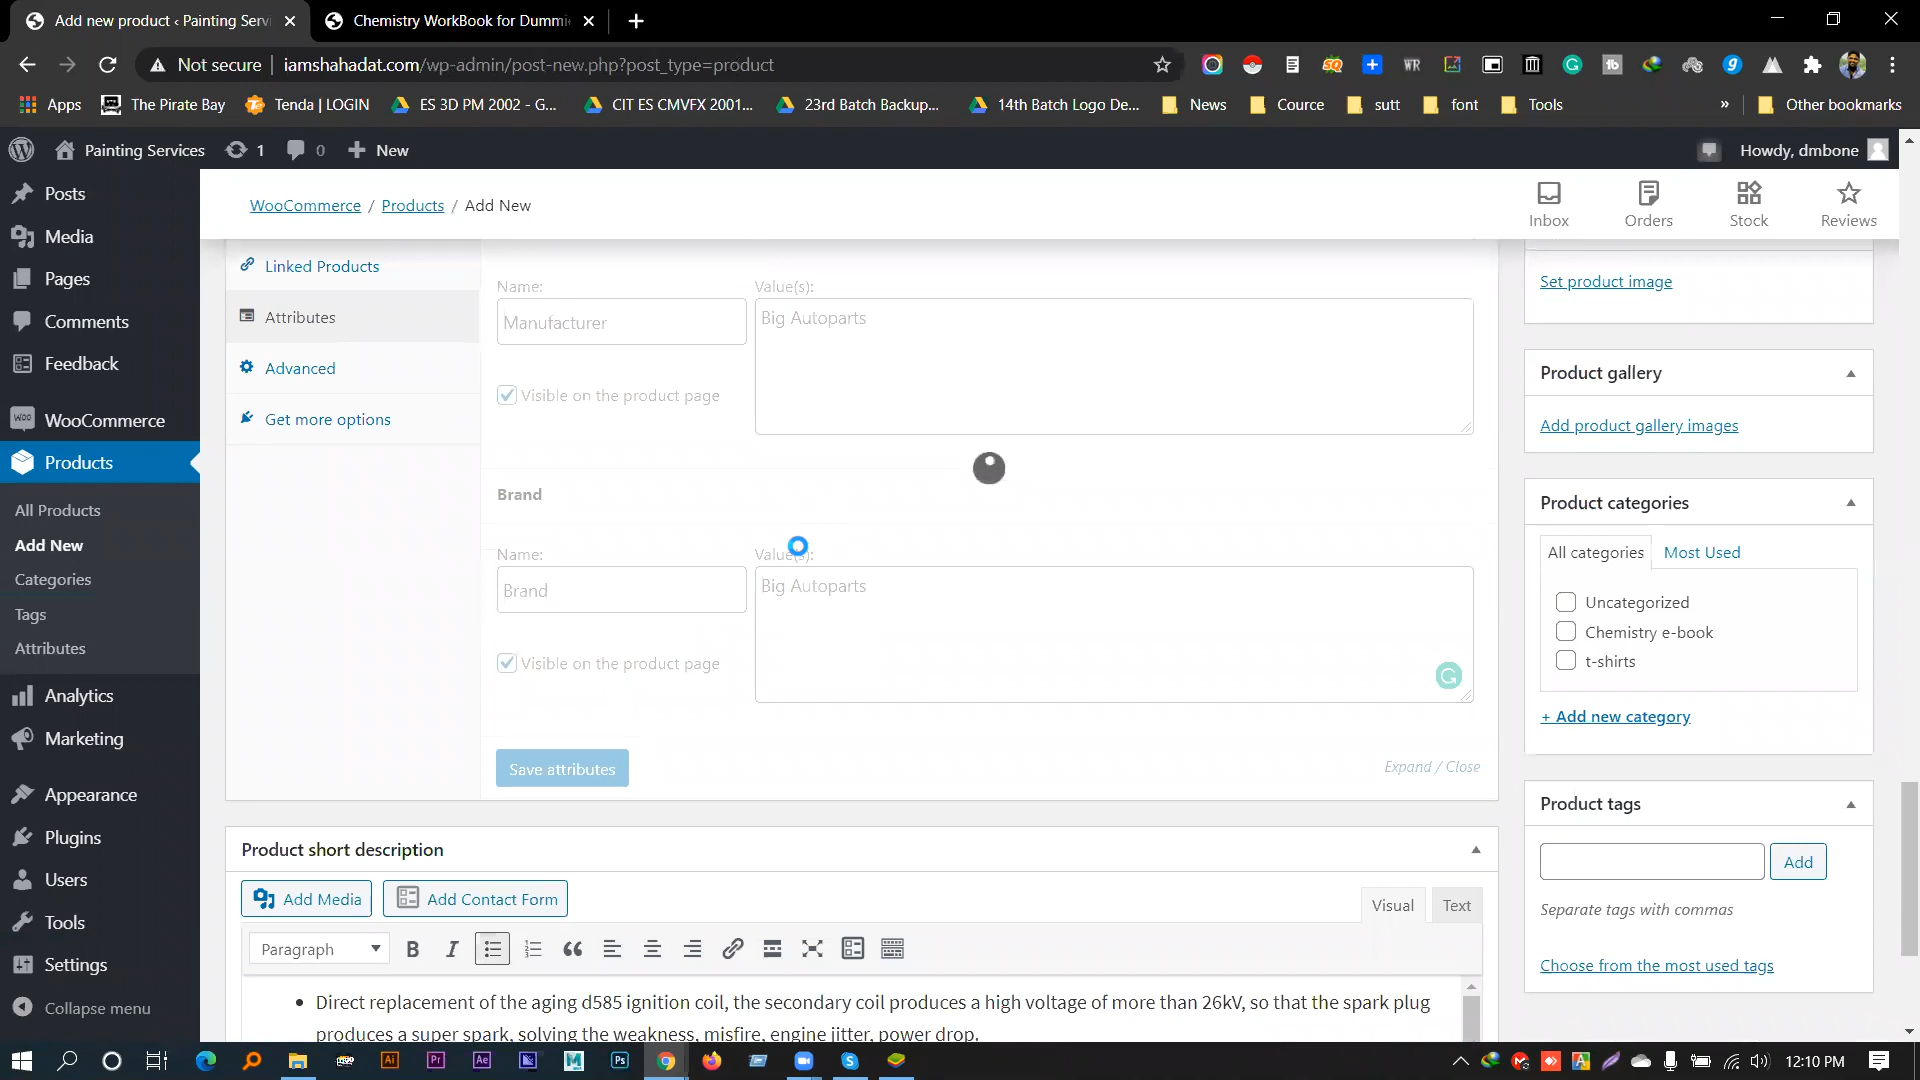 Add new product ‹ Painting Servi
Chemistry WorkBook for Dummi
Not secure
iamshahadat.com/wp-admin/post-new.php?post_type=product
Apps
The Pirate Bay
Tenda | LOGIN
ES 3D PM 2002 - G...
CIT ES CMVFX 2001...
23rd Batch Backup...
14th Batch Logo De...
News
Cource
sutt
font
Tools
»
Other bookmarks
Painting Services
1
0
New
Howdy, dmbone
Posts
Media
Pages
Comments
Feedback
WooCommerce
Products
All Products
Add New
Categories
Tags
Attributes
Analytics
Marketing
Appearance
Plugins
Users
Tools
Settings
Collapse menu
WooCommerce / Products / Add New
Inbox
Orders
Stock
Reviews
Linked Products
Attributes
Advanced
Get more options
Name:
Value(s):
Manufacturer
Big Autoparts
Visible on the product page
Brand
Name:
Value(s):
Brand
Big Autoparts
Visible on the product page
Save attributes
Expand / Close
Product short description
Add Media
Add Contact Form
Visual
Text
Paragraph
B
I
• Direct replacement of the aging d585 ignition coil, the secondary coil produces a high voltage of more than 26kV, so that the spark plug
produces a super spark, solving the weakness, misfire, engine jitter, power drop.
Set product image
Product gallery
Add product gallery images
Product categories
All categories
Most Used
Uncategorized
Chemistry e-book
t-shirts
+ Add new category
Product tags
Add
Separate tags with commas
Choose from the most used tags
12:10 PM